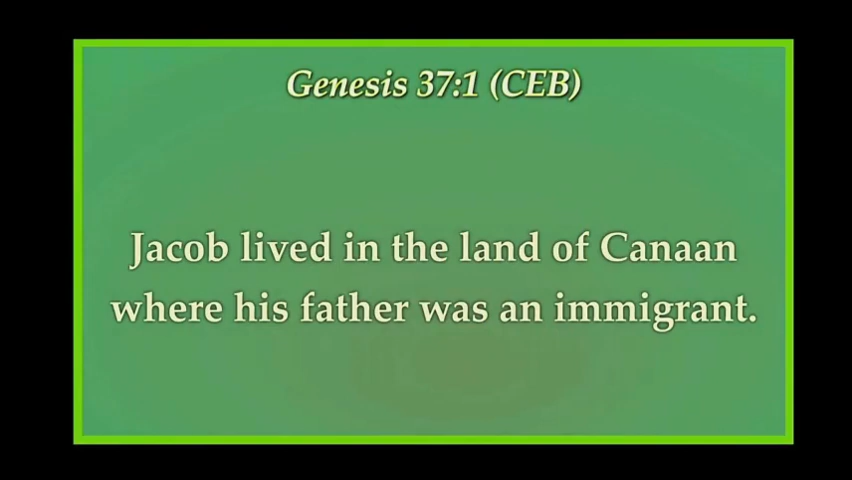 Genesis 37:1 (CEB)
Jacob lived in the land of Canaan
where his father was an immigrant.